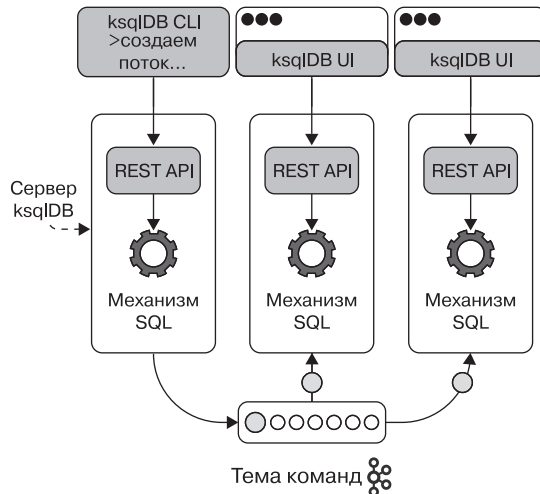 ksqlDB CLI
>создаем
поток…
ksqlDB UI
ksqlDB UI
REST API
REST API
REST API
Сервер
ksqlDB
Механизм
SQL
Механизм
SQL
Механизм
SQL
Тема команд